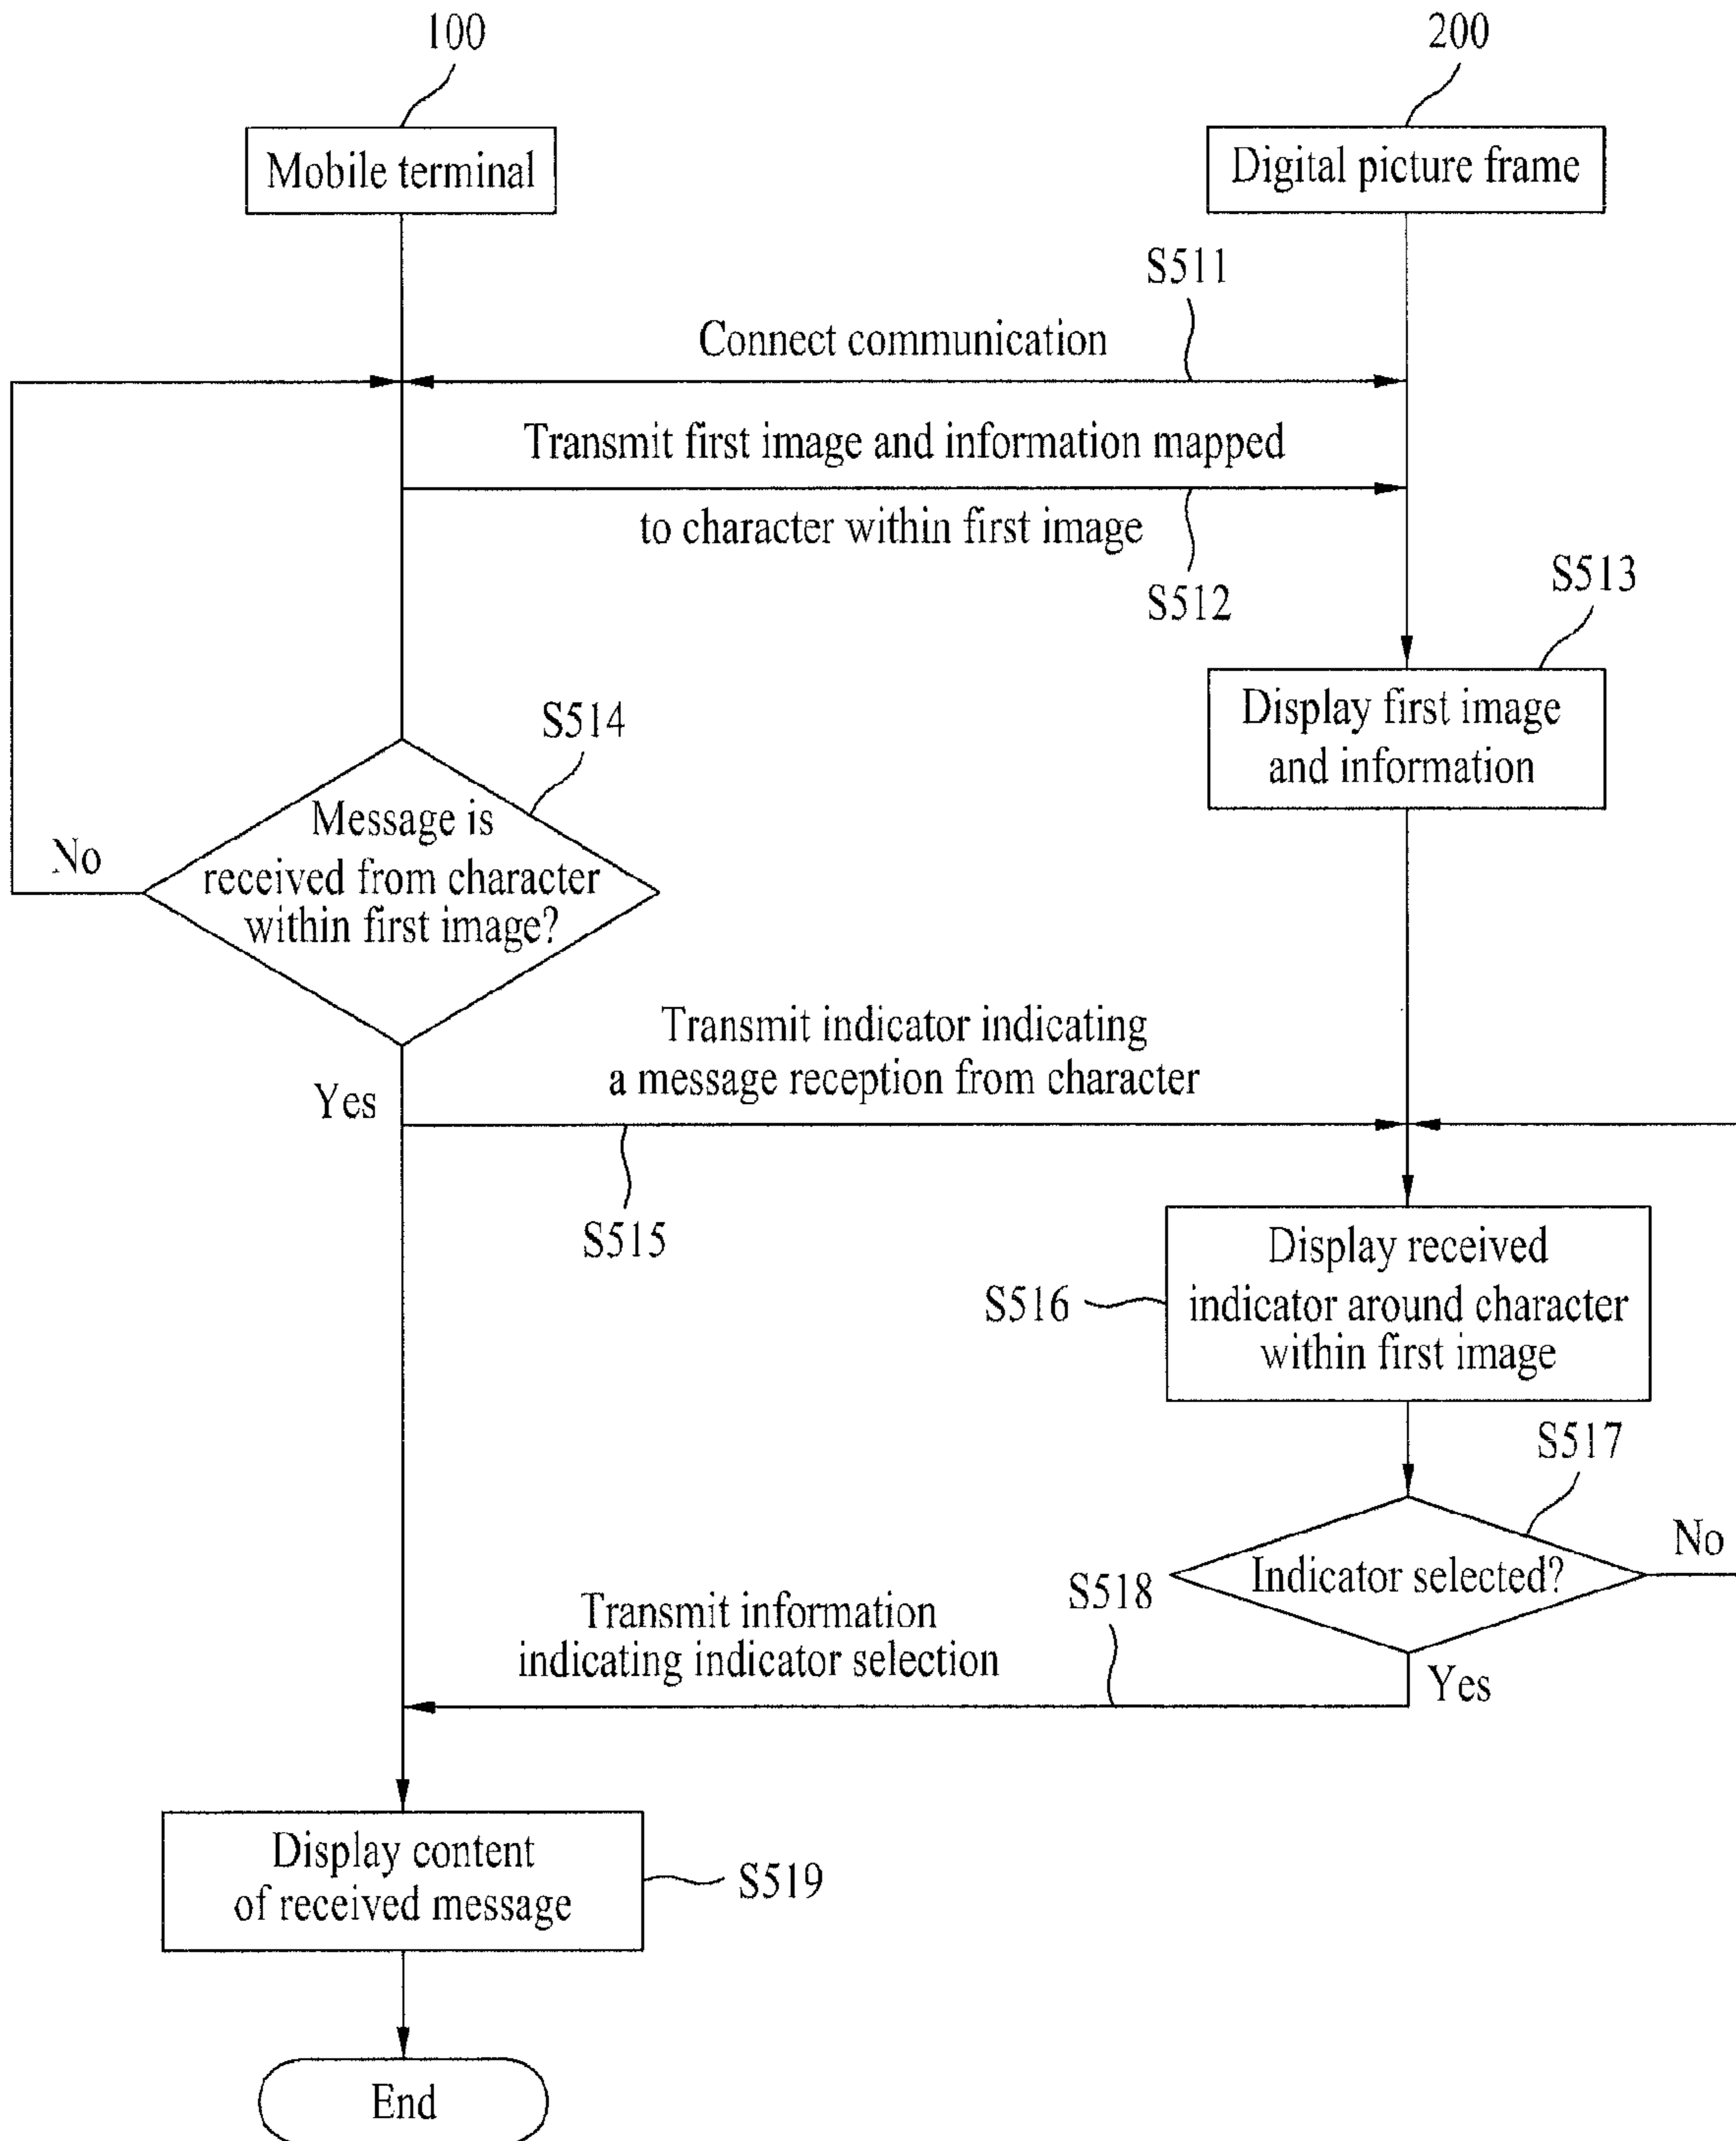 100
200
Mobile terminal
Digital picture frame
S511
Connect communication
Transmit first image and information mapped
to character within first image
S512
S513
Display first image
and information
S514
Message is
received from character
within first image?
No
Transmit indicator indicating
a message reception from character
Yes
S515
Display received
indicator around character
within first image
S516
S517
Indicator selected?
No
S518
Transmit information
indicating indicator selection
Yes
Display content
of received message
S519
End